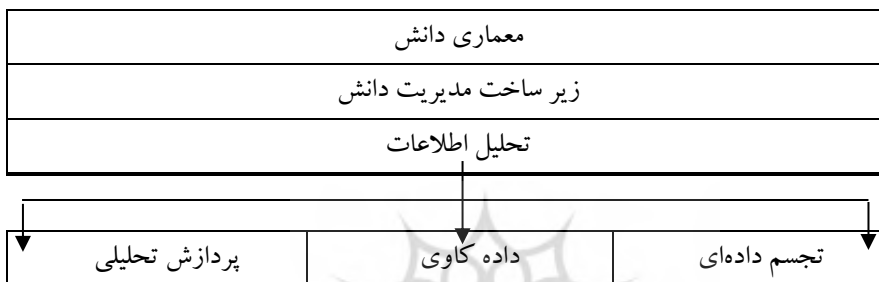 معماری دانش
زیر ساخت مدیریت دانش
تحلیل اطلاعات
تجسم داده‌ای
داده کاوی
پردازش تحلیلی